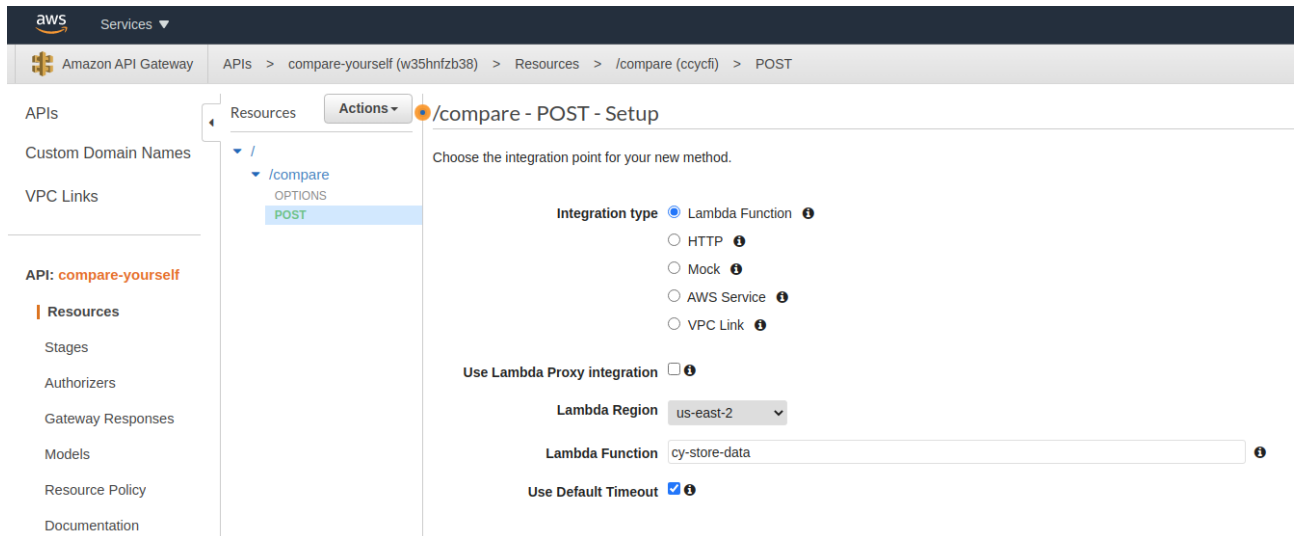 aws Services ▼
Amazon API Gateway APIs > compare-yourself (w35hnfzb38) > Resources > /compare (ccycfi) > POST
APIs
Custom Domain Names
VPC Links
API: compare-yourself
Resources
Stages
Authorizers
Gateway Responses
Models
Resource Policy
Documentation
Resources Actions
/
/compare
OPTIONS
POST
/compare - POST - Setup
Choose the integration point for your new method.
Integration type Lambda Function
HTTP
Mock
AWS Service
VPC Link
Use Lambda Proxy integration
Lambda Region us-east-2
Lambda Function cy-store-data
Use Default Timeout